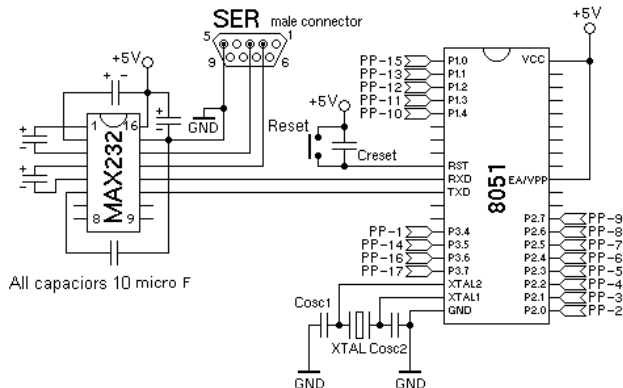 SER male connector
5
1
9
6
+5V
+ -
+
-
GND
1
16
MAX232
8
9
+
-
+
-
All capaciors 10 micro F
+5V
Reset
Creset
+5V
PP-15
PP-13
PP-12
PP-11
PP-10
P1.0
P1.1
P1.2
P1.3
P1.4
VCC
RST
RXD
TXD
EA/VPP
8051
PP-1
PP-14
PP-16
PP-17
P3.4
P3.5
P3.6
P3.7
XTAL2
XTAL1
GND
P2.7
P2.6
P2.5
P2.4
P2.3
P2.2
P2.1
P2.0
PP-9
PP-8
PP-7
PP-6
PP-5
PP-4
PP-3
PP-2
Cosc1
XTAL
Cosc2
GND
GND